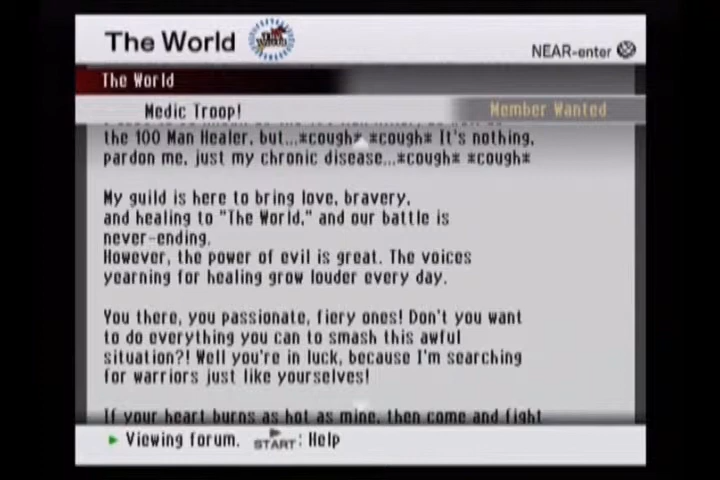 The World
NEAR-enter
The World
Medic Troop!
Member Wanted
the 100 Man Healer, but...*cough* *cough* It's nothing,
pardon me, just my chronic disease...*cough* *cough*
My guild is here to bring love, bravery,
and healing to "The World," and our battle is
never-ending.
However, the power of evil is great. The voices
yearning for healing grow louder every day.
You there, you passionate, fiery ones! Don't you want
to do everything you can to smash this awful
situation?! Well you're in luck, because I'm searching
for warriors just like yourselves!
If your heart burns as hot as mine, then come and fight
Viewing forum.
START: Help